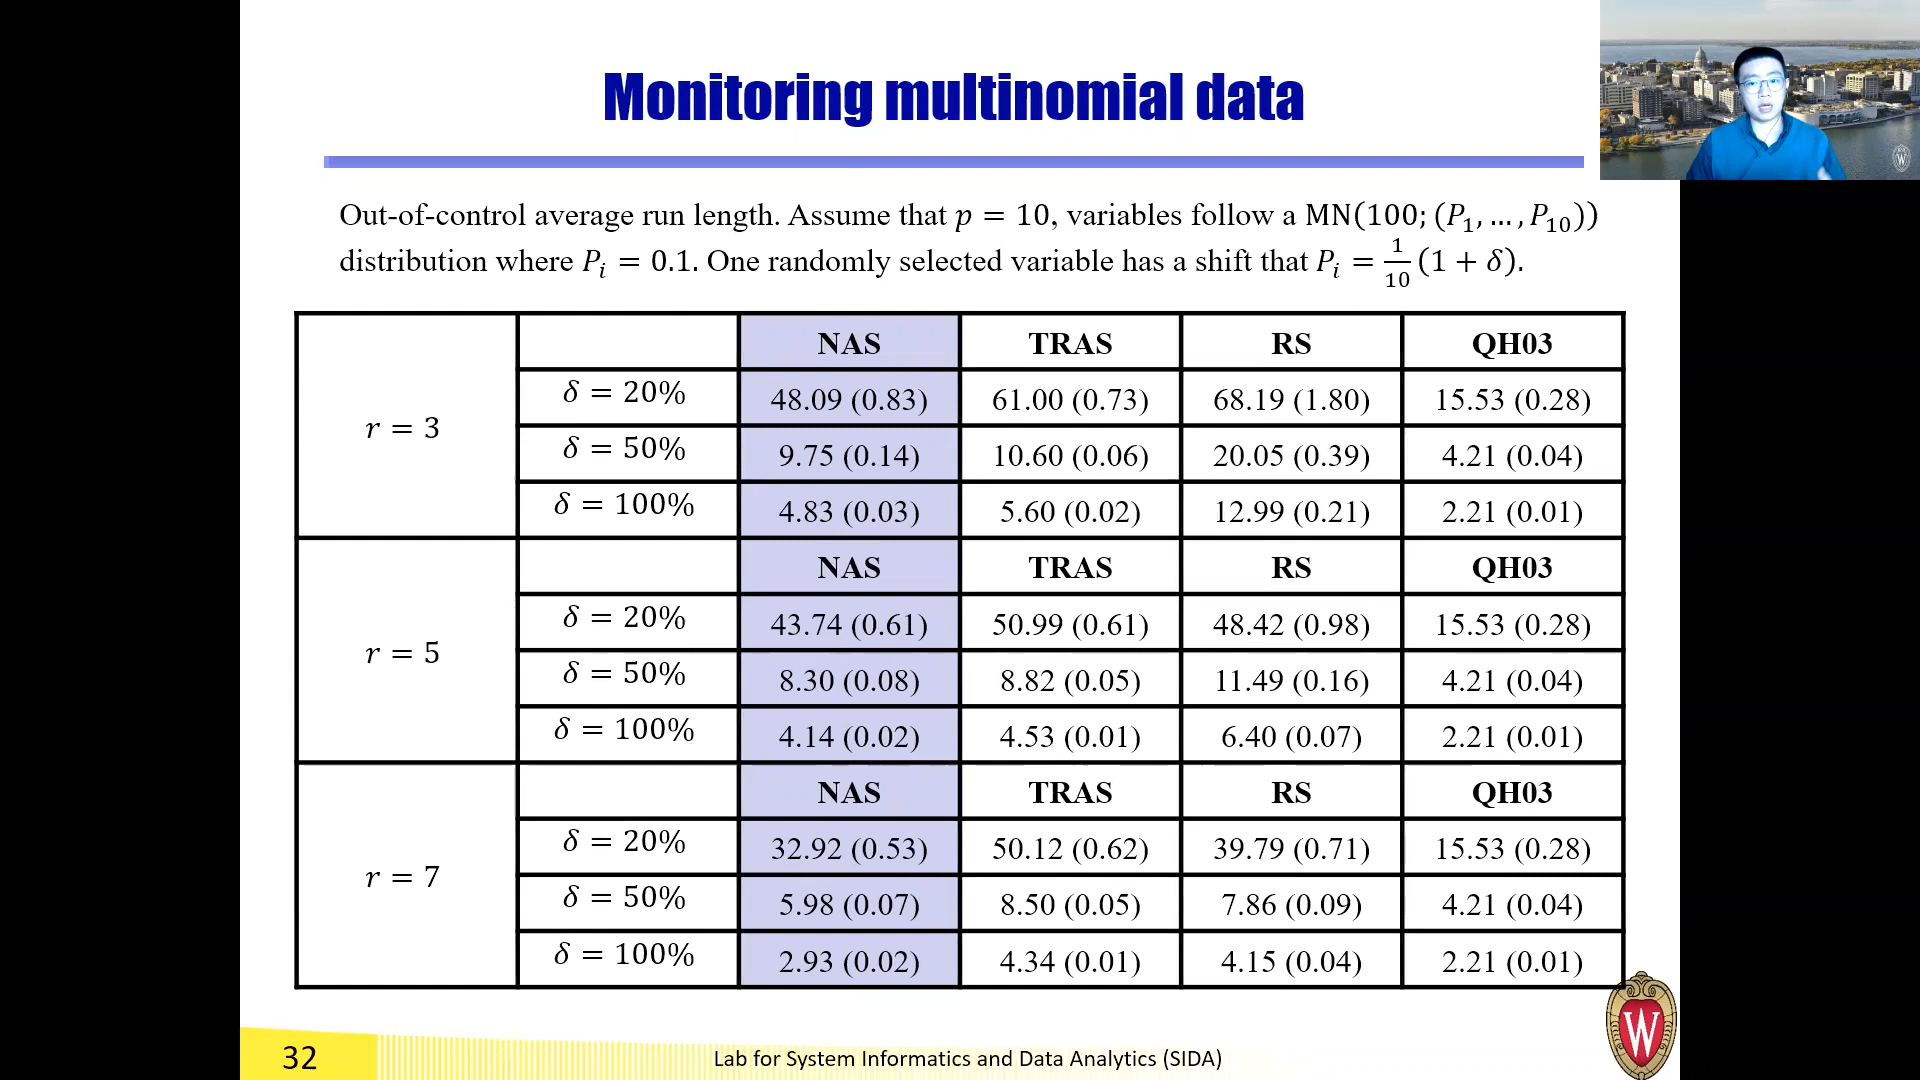 Monitoring multinomial data
Out-of-control average run length. Assume that p = 10, variables follow a MN(100; (P₁, ... , P₁₀))
distribution where Pᵢ = 0.1. One randomly selected variable has a shift that Pᵢ = 1/10 (1 + δ).
NAS TRAS RS QH03
r = 3
δ = 20% 48.09 (0.83) 61.00 (0.73) 68.19 (1.80) 15.53 (0.28)
δ = 50% 9.75 (0.14) 10.60 (0.06) 20.05 (0.39) 4.21 (0.04)
δ = 100% 4.83 (0.03) 5.60 (0.02) 12.99 (0.21) 2.21 (0.01)
NAS TRAS RS QH03
r = 5
δ = 20% 43.74 (0.61) 50.99 (0.61) 48.42 (0.98) 15.53 (0.28)
δ = 50% 8.30 (0.08) 8.82 (0.05) 11.49 (0.16) 4.21 (0.04)
δ = 100% 4.14 (0.02) 4.53 (0.01) 6.40 (0.07) 2.21 (0.01)
NAS TRAS RS QH03
r = 7
δ = 20% 32.92 (0.53) 50.12 (0.62) 39.79 (0.71) 15.53 (0.28)
δ = 50% 5.98 (0.07) 8.50 (0.05) 7.86 (0.09) 4.21 (0.04)
δ = 100% 2.93 (0.02) 4.34 (0.01) 4.15 (0.04) 2.21 (0.01)
32
Lab for System Informatics and Data Analytics (SIDA)
W
W